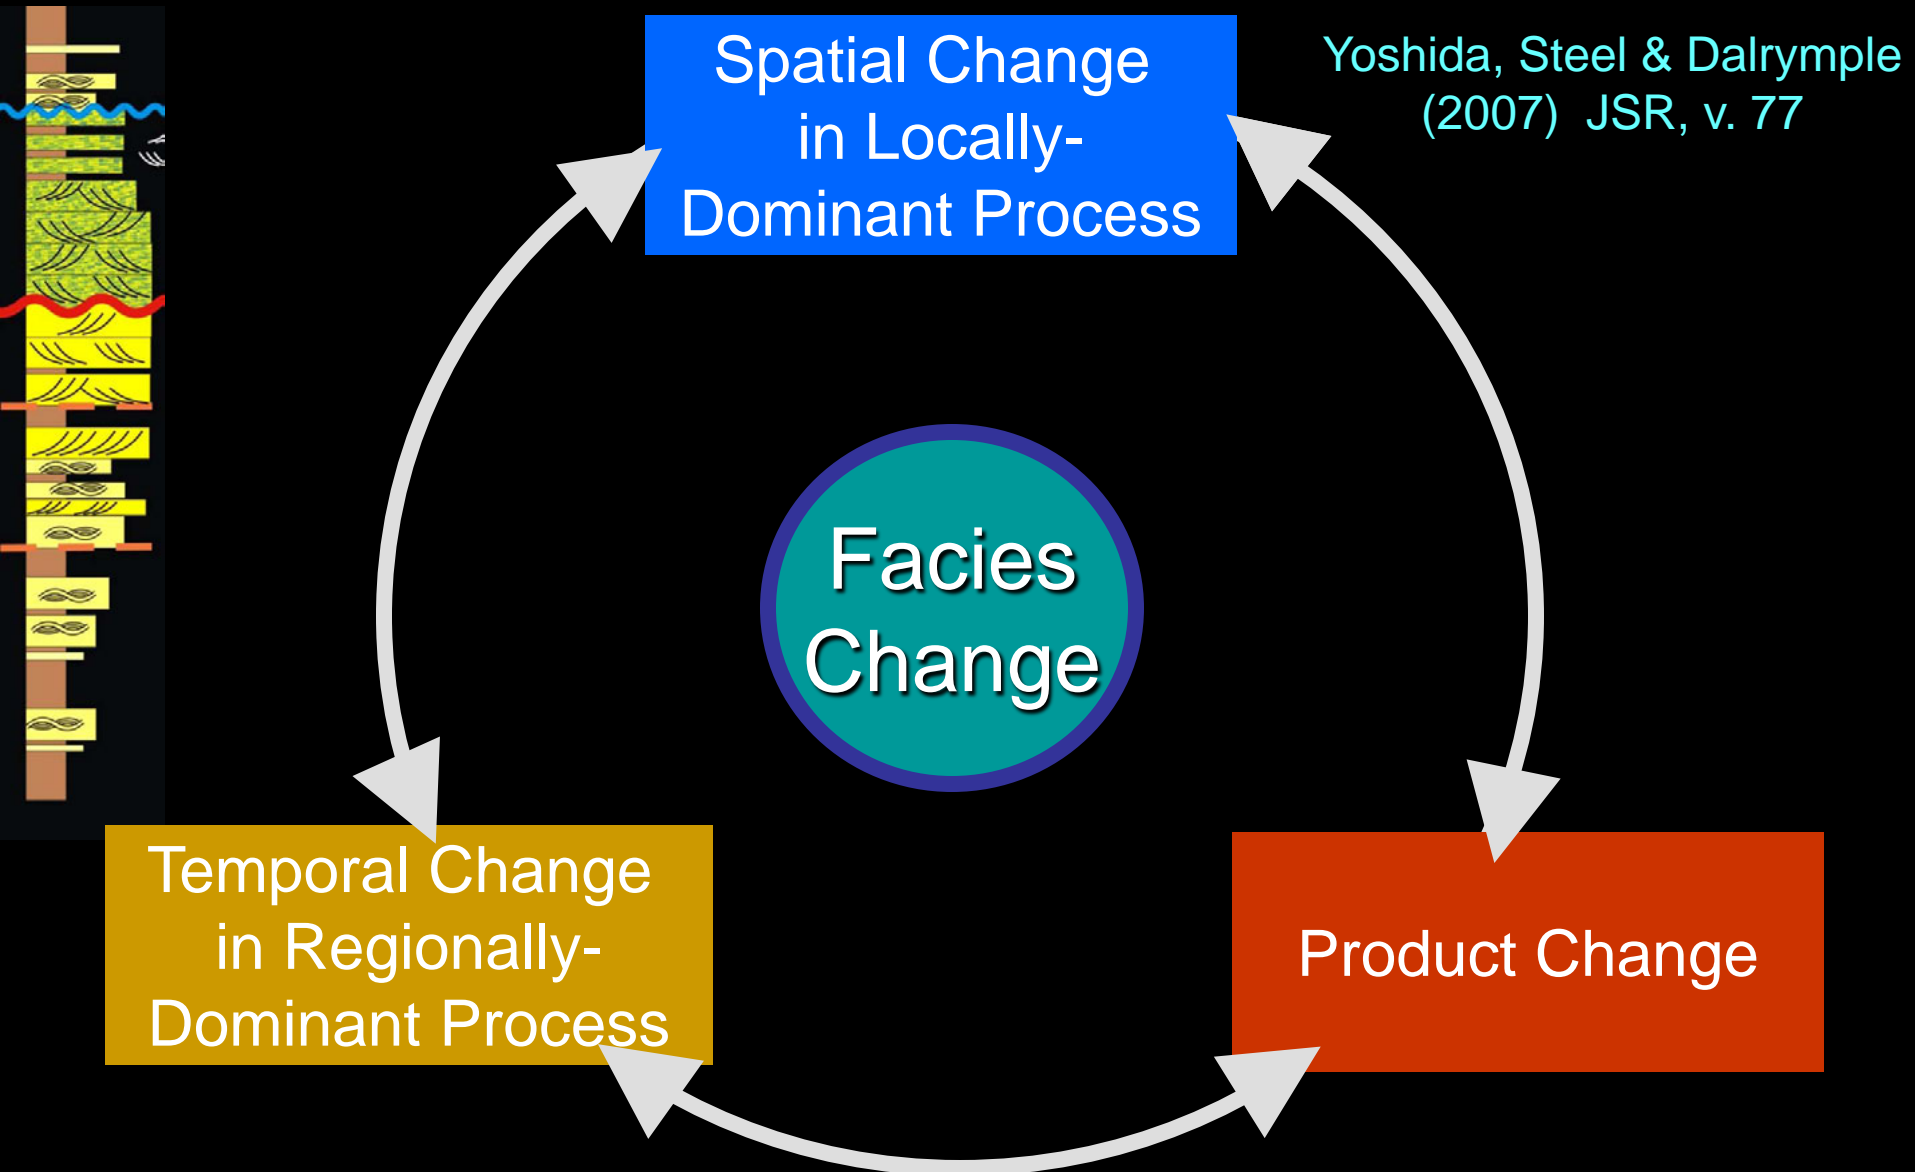 Spatial Change
in Locally-
Dominant Process
Yoshida, Steel & Dalrymple
(2007) JSR, v. 77
Facies
Change
Temporal Change
in Regionally-
Dominant Process
Product Change